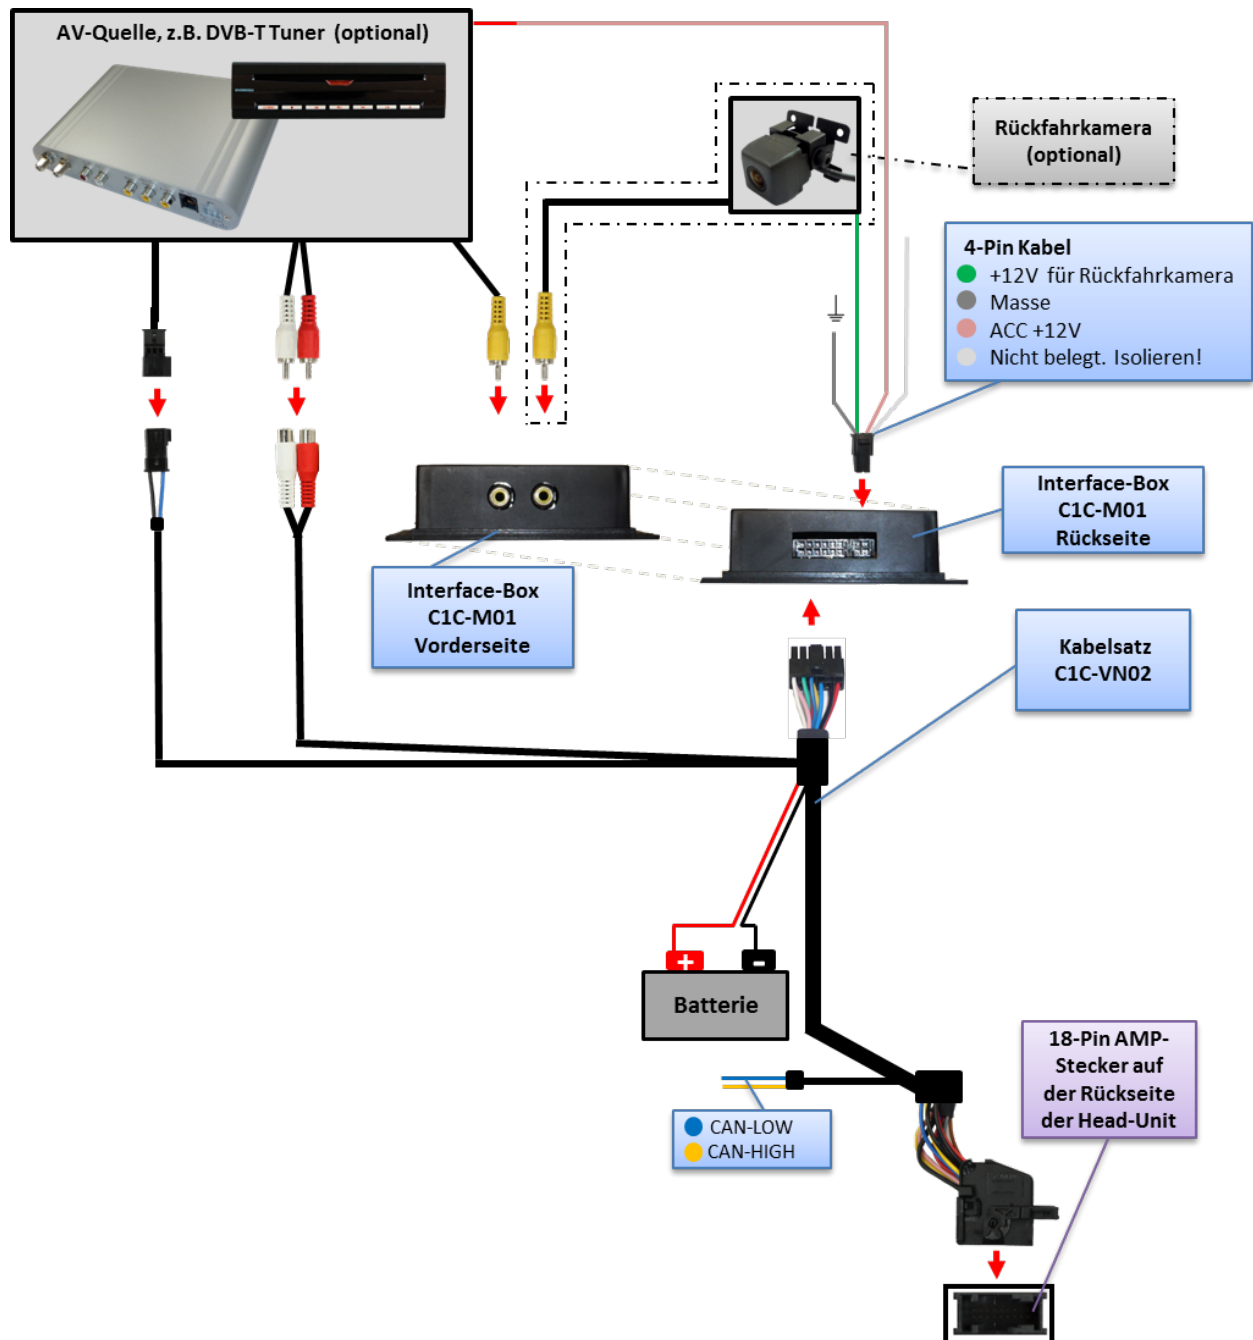 AV-Quelle, z.B. DVB-T Tuner (optional)
Rückfahrkamera
(optional)
4-Pin Kabel
+12V für Rückfahrkamera
Masse
ACC +12V
Nicht belegt. Isolieren!
Interface-Box
C1C-M01
Rückseite
Interface-Box
C1C-M01
Vorderseite
Kabelsatz
C1C-VN02
+ -
Batterie
18-Pin AMP-
Stecker auf
der Rückseite
der Head-Unit
CAN-LOW
CAN-HIGH